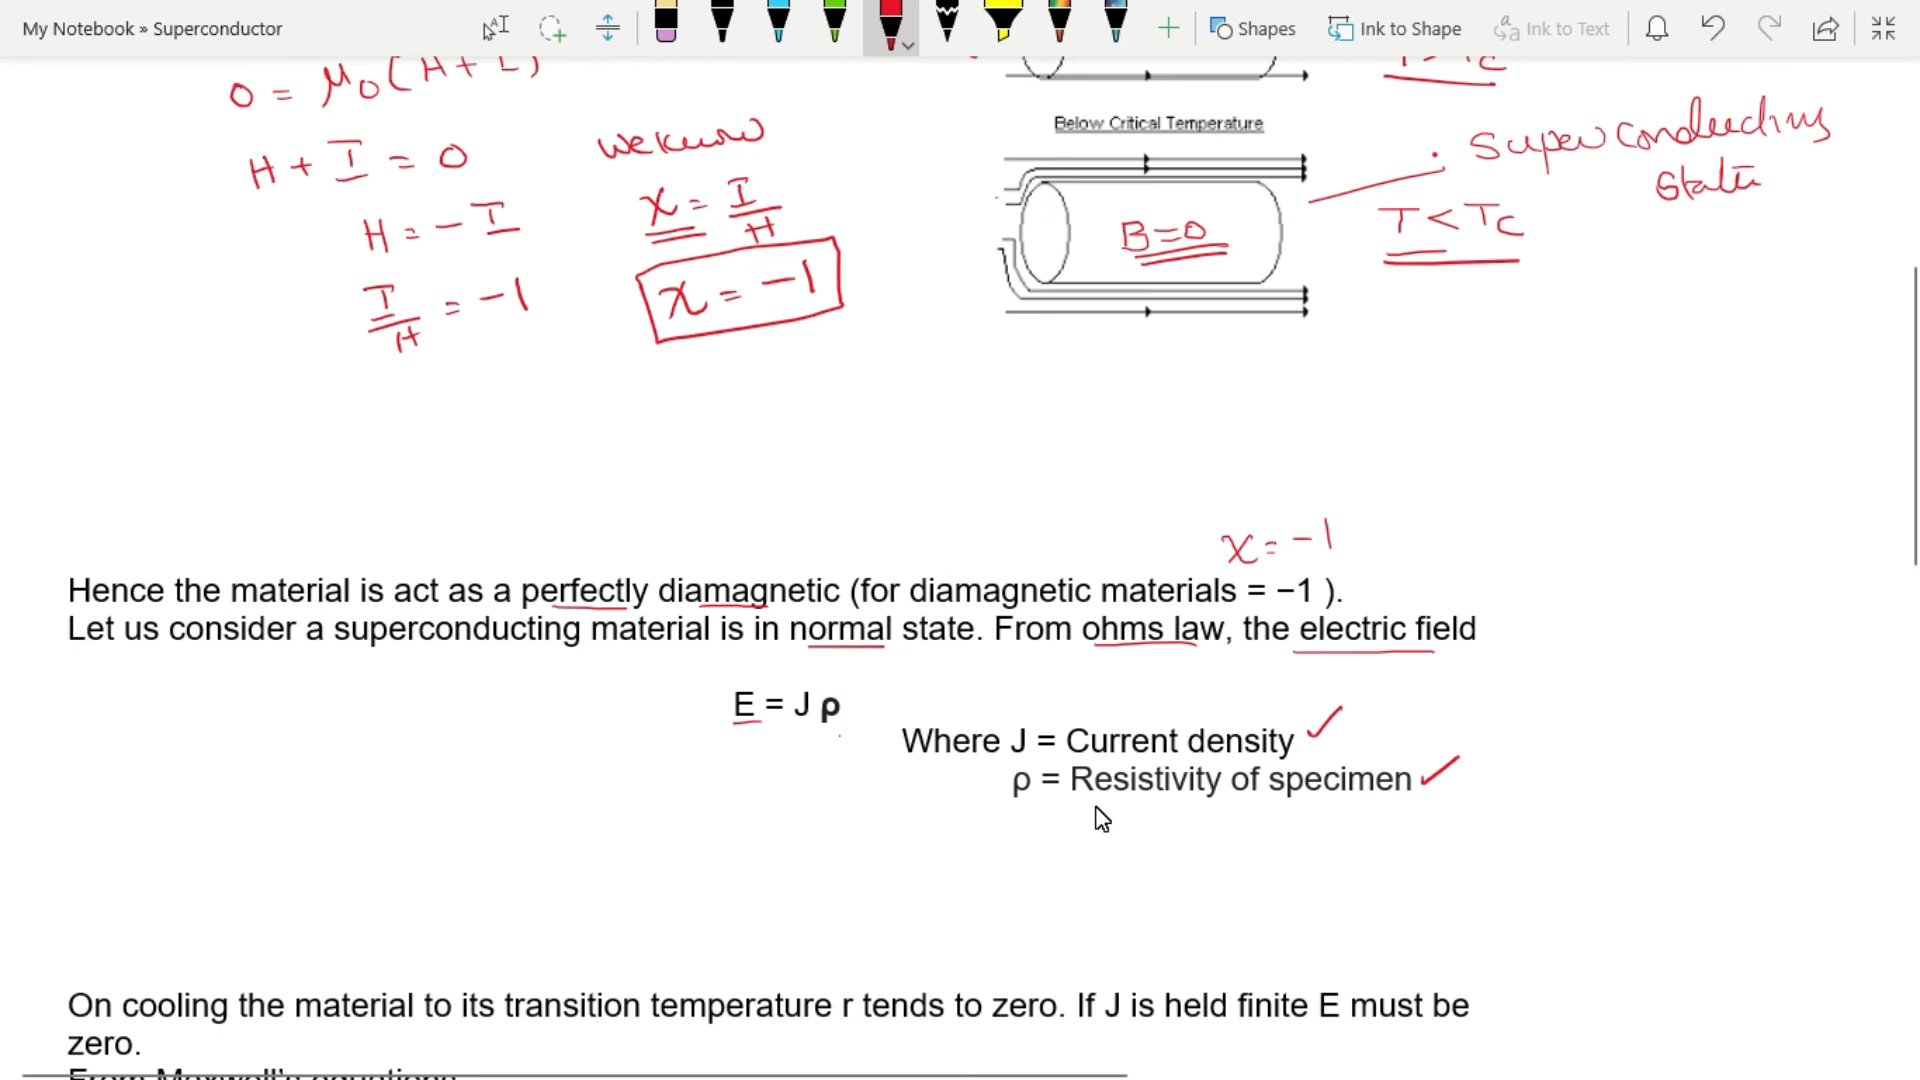 My Notebook » Superconductor
Shapes
Ink to Shape
Ink to Text
0 = μ0(H + I)
H + I = 0
H = - I
I/H = -1
we know
χ = I/H
χ = -1
Below Critical Temperature
B=0
Superconducting
State
T < TC
χ = -1
Hence the material is act as a perfectly diamagnetic (for diamagnetic materials = −1 ).
Let us consider a superconducting material is in normal state. From ohms law, the electric field
E = J ρ
Where J = Current density
ρ = Resistivity of specimen
On cooling the material to its transition temperature r tends to zero. If J is held finite E must be
zero.
From Maxwell's equations